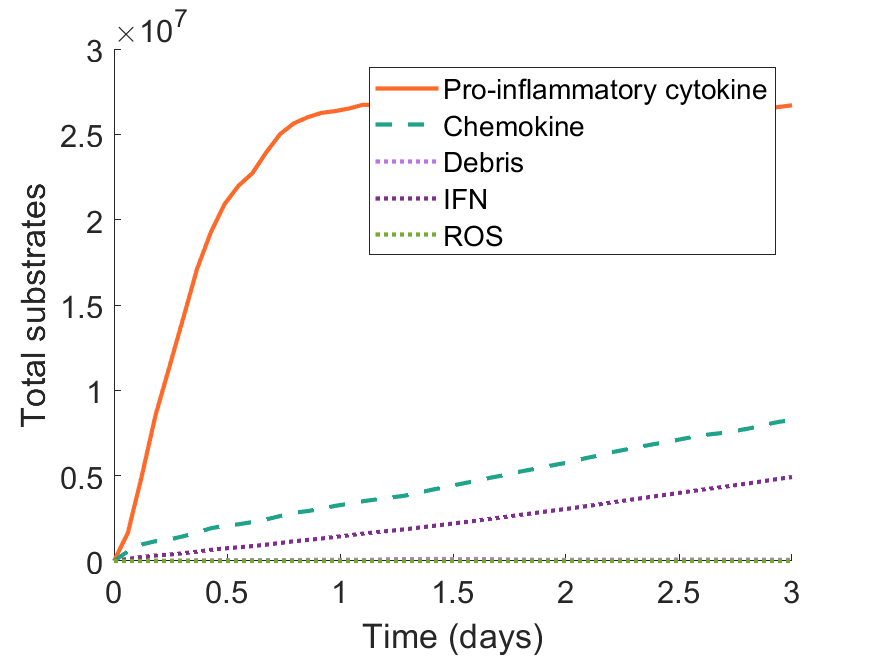 ×10^7
3
2.5
2
1.5
1
0.5
0
Total substrates
Pro-inflammatory cytokine
Chemokine
Debris
IFN
ROS
0 0.5 1 1.5 2 2.5 3
Time (days)